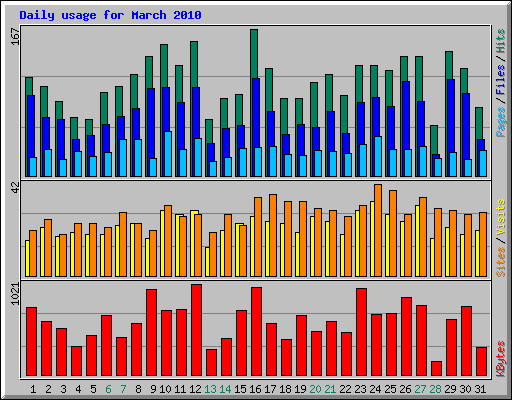 Daily usage for March 2010
167
Pages / Files / Hits
42
Sites / Visits
1021
KBytes
1 2 3 4 5 6 7 8 9 10 11 12 13 14 15 16 17 18 19 20 21 22 23 24 25 26 27 28 29 30 31